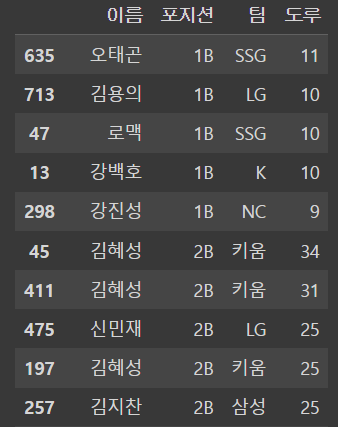 이름 포지션 팀 도루
635 오태곤 1B SSG 11
713 김용의 1B LG 10
47 로맥 1B SSG 10
13 강백호 1B K 10
298 강진성 1B NC 9
45 김혜성 2B 키움 34
411 김혜성 2B 키움 31
475 신민재 2B LG 25
197 김혜성 2B 키움 25
257 김지찬 2B 삼성 25